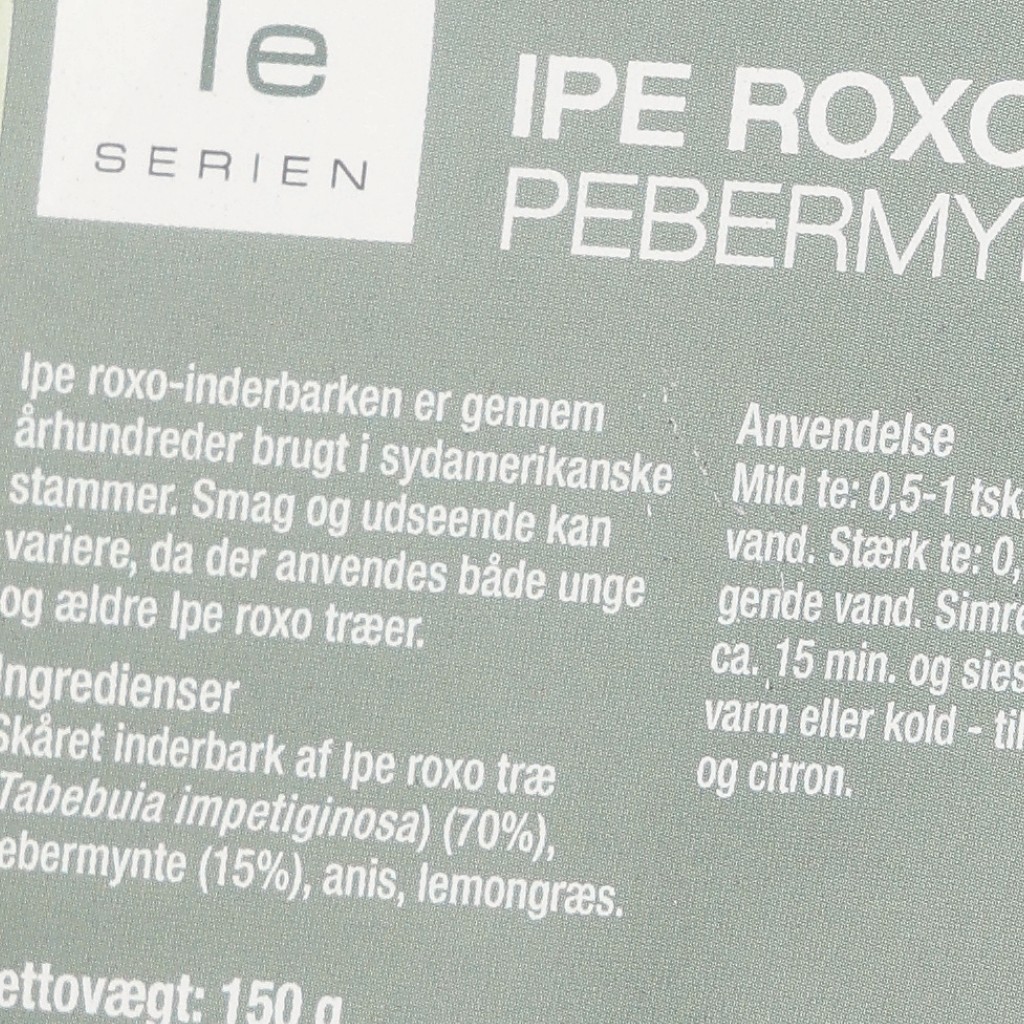 Te
SERIEN
IPE ROXO
PEBERMY
Ipe roxo-inderbarken er gennem
århundreder brugt i sydamerikanske
stammer. Smag og udseende kan
variere, da der anvendes både unge
og ældre Ipe roxo træer.
Ingredienser
Skåret inderbark af Ipe roxo træ
(Tabebuia impetiginosa) (70%),
ebermynte (15%), anis, lemongræs.
ettovægt: 150 g
Anvendelse
Mild te: 0,5-1 tsk
vand. Stærk te: 0,
gende vand. Simre
ca. 15 min. og sies
varm eller kold - til
og citron.